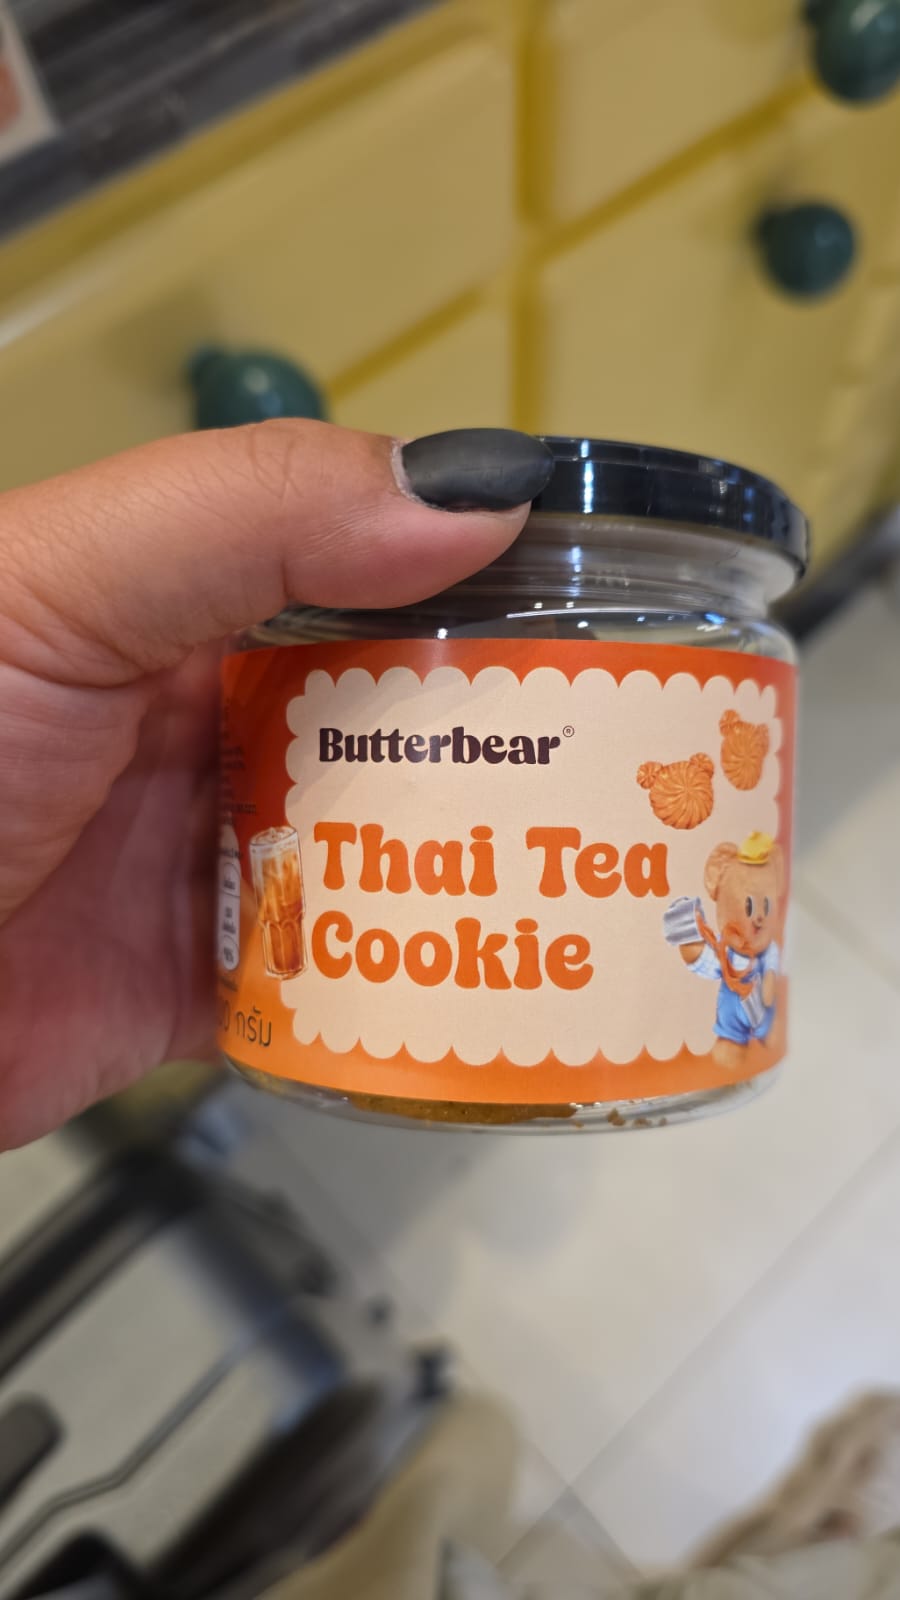 Butterbear®
Thai Tea
Cookie
กรัม